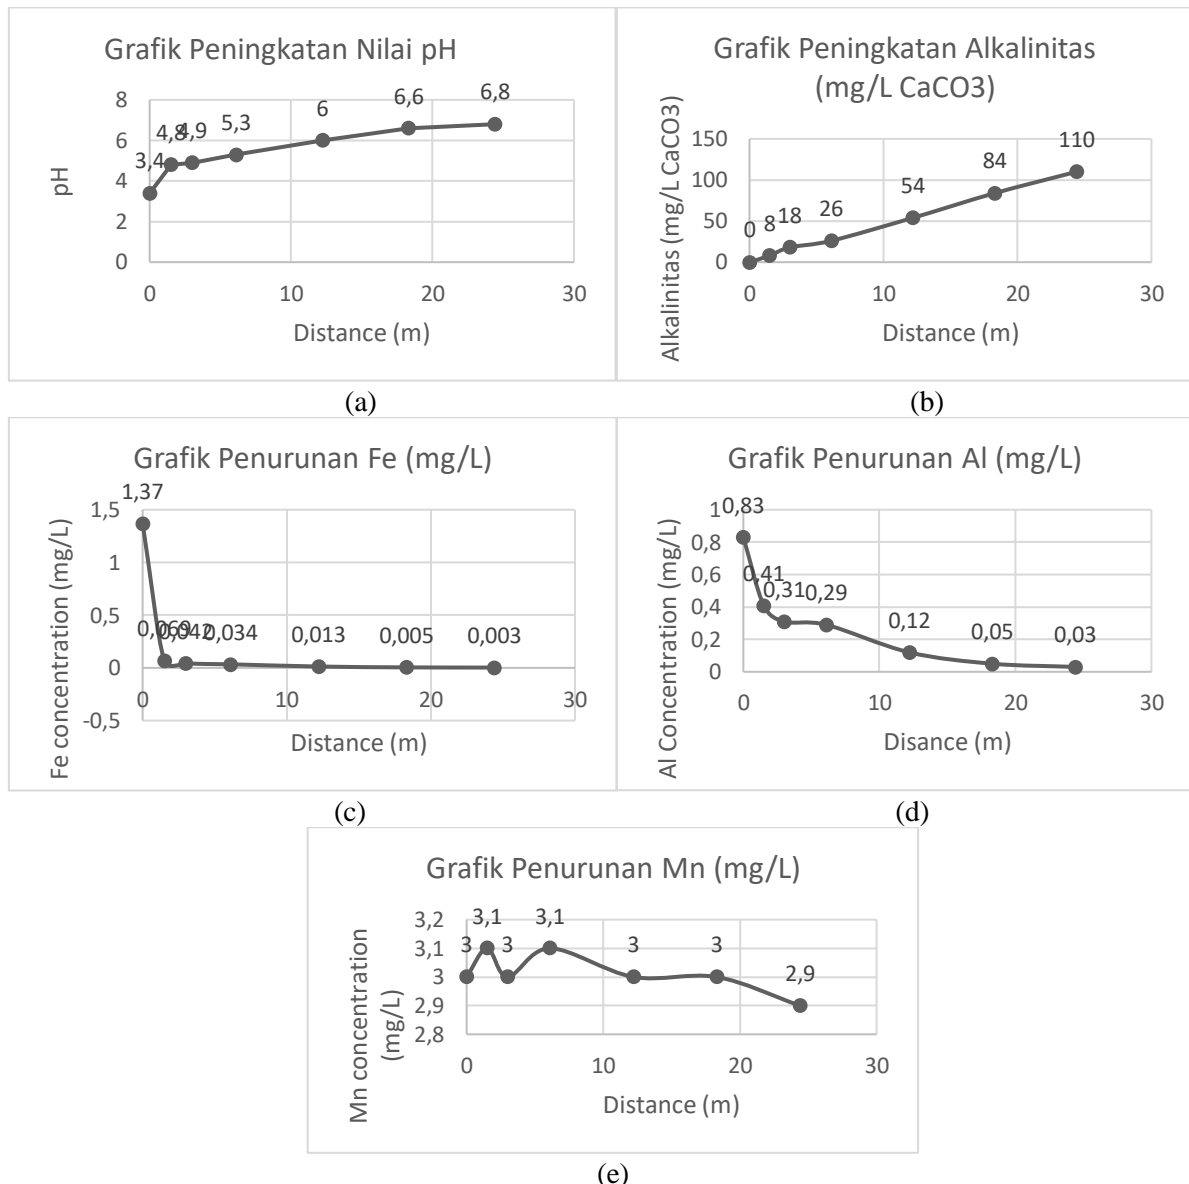 Grafik Peningkatan Nilai pH
8
6
4
2
0
pH
3,4
4,8
4,9
5,3
6
6,6
6,8
0 10 20 30
Distance (m)
(a)
Grafik Peningkatan Alkalinitas
(mg/L CaCO3)
150
100
50
0
Alkalinitas (mg/L CaCO3)
0
8
18
26
54
84
110
0 10 20 30
Distance (m)
(b)
Grafik Penurunan Fe (mg/L)
1,5
1
0,5
0
-0,5
Fe concentration (mg/L)
1,37
0,069
0,042
0,034
0,013
0,005
0,003
0 10 20 30
Distance (m)
(c)
Grafik Penurunan Al (mg/L)
1
0,8
0,6
0,4
0,2
0
Al Concentration (mg/L)
0,83
0,41
0,31
0,29
0,12
0,05
0,03
0 10 20 30
Disance (m)
(d)
Grafik Penurunan Mn (mg/L)
3,2
3,1
3
2,9
2,8
Mn concentration
(mg/L)
3
3,1
3
3,1
3
3
2,9
0 10 20 30
Distance (m)
(e)